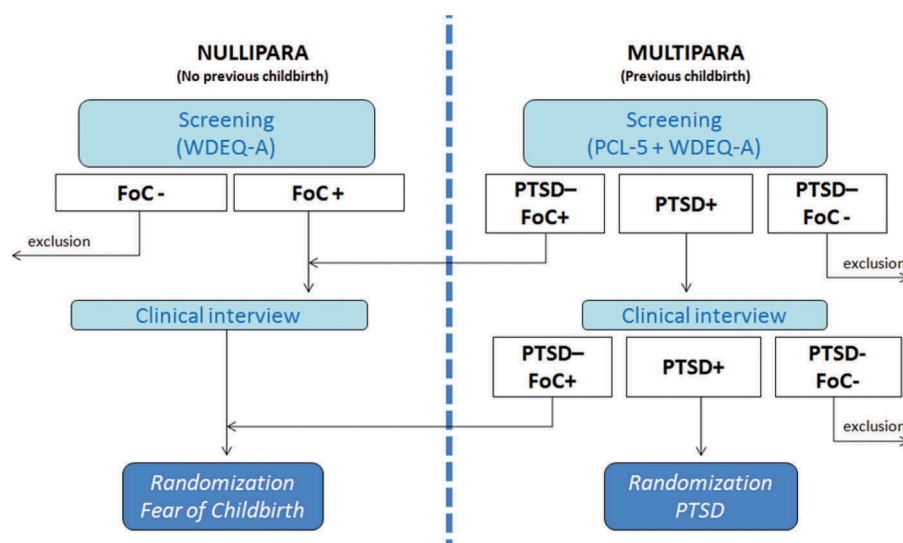 NULLIPARA
(No previous childbirth)
Screening
(WDEQ-A)
FoC -
FoC +
exclusion
Clinical interview
Randomization
Fear of Childbirth
MULTIPARA
(Previous childbirth)
Screening
(PCL-5 + WDEQ-A)
PTSD–
FoC+
PTSD+
PTSD–
FoC -
exclusion
Clinical interview
PTSD–
FoC+
PTSD+
PTSD-
FoC-
exclusion
Randomization
PTSD